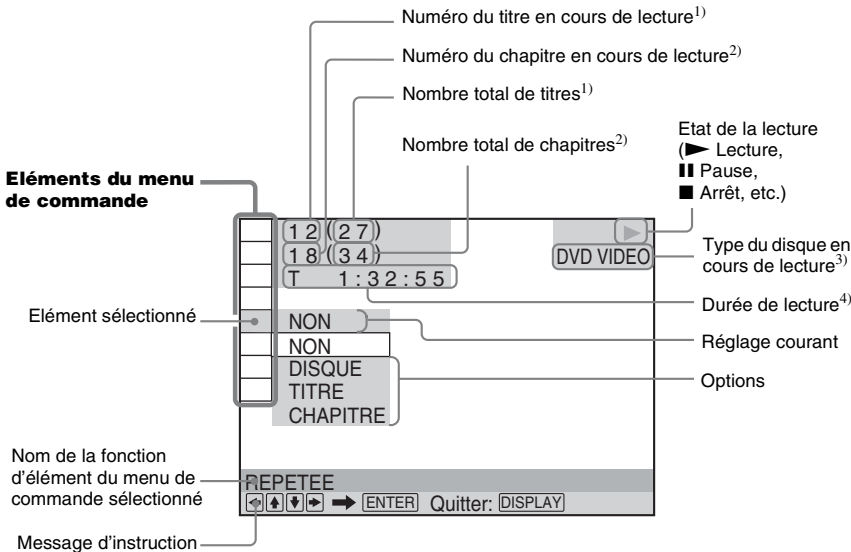 Numéro du titre en cours de lecture1)
Numéro du chapitre en cours de lecture2)
Nombre total de titres1)
Nombre total de chapitres2)
Etat de la lecture
(▶ Lecture,
⏸ Pause,
■ Arrêt, etc.)
Eléments du menu
de commande
1 2 ( 2 7 )
1 8 ( 3 4 )
T 1 : 3 2 : 5 5
▶
DVD VIDEO
Type du disque en
cours de lecture3)
Durée de lecture4)
Elément sélectionné
NON
Réglage courant
NON
DISQUE
TITRE
CHAPITRE
Options
Nom de la fonction
d'élément du menu de
commande sélectionné
REPETEE
← ↑ ↓ → ➡ ENTER Quitter: DISPLAY
Message d'instruction